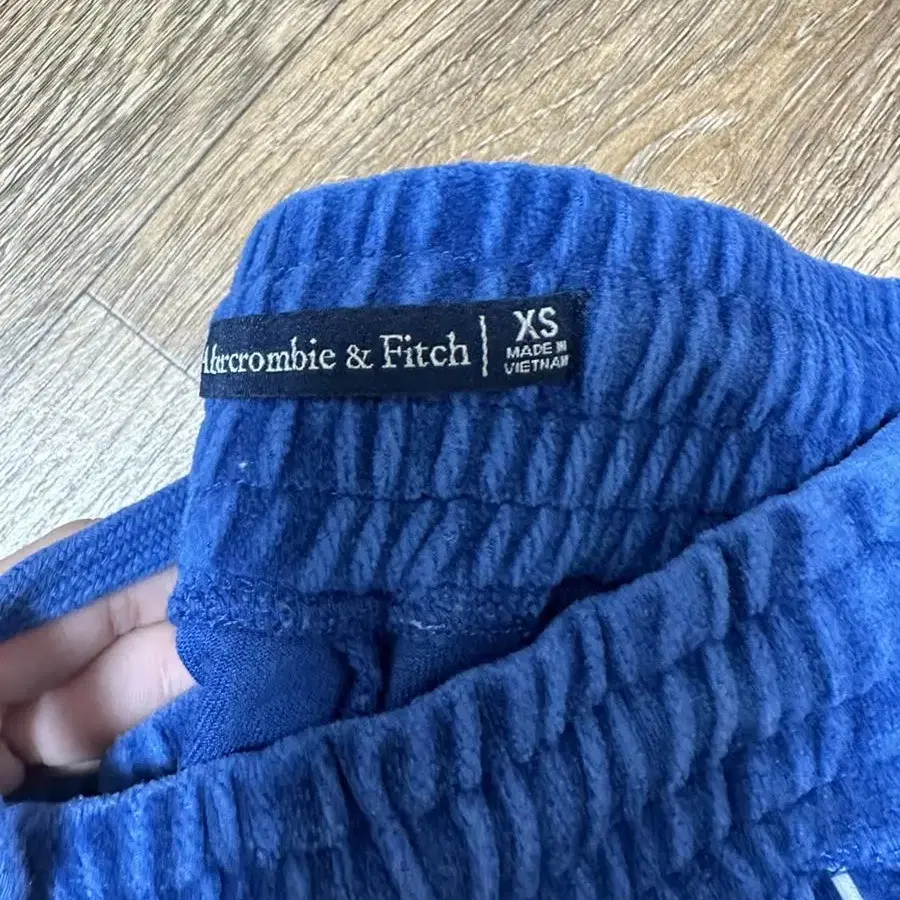 Abercrombie & Fitch
XS
MADE IN
VIETNAM